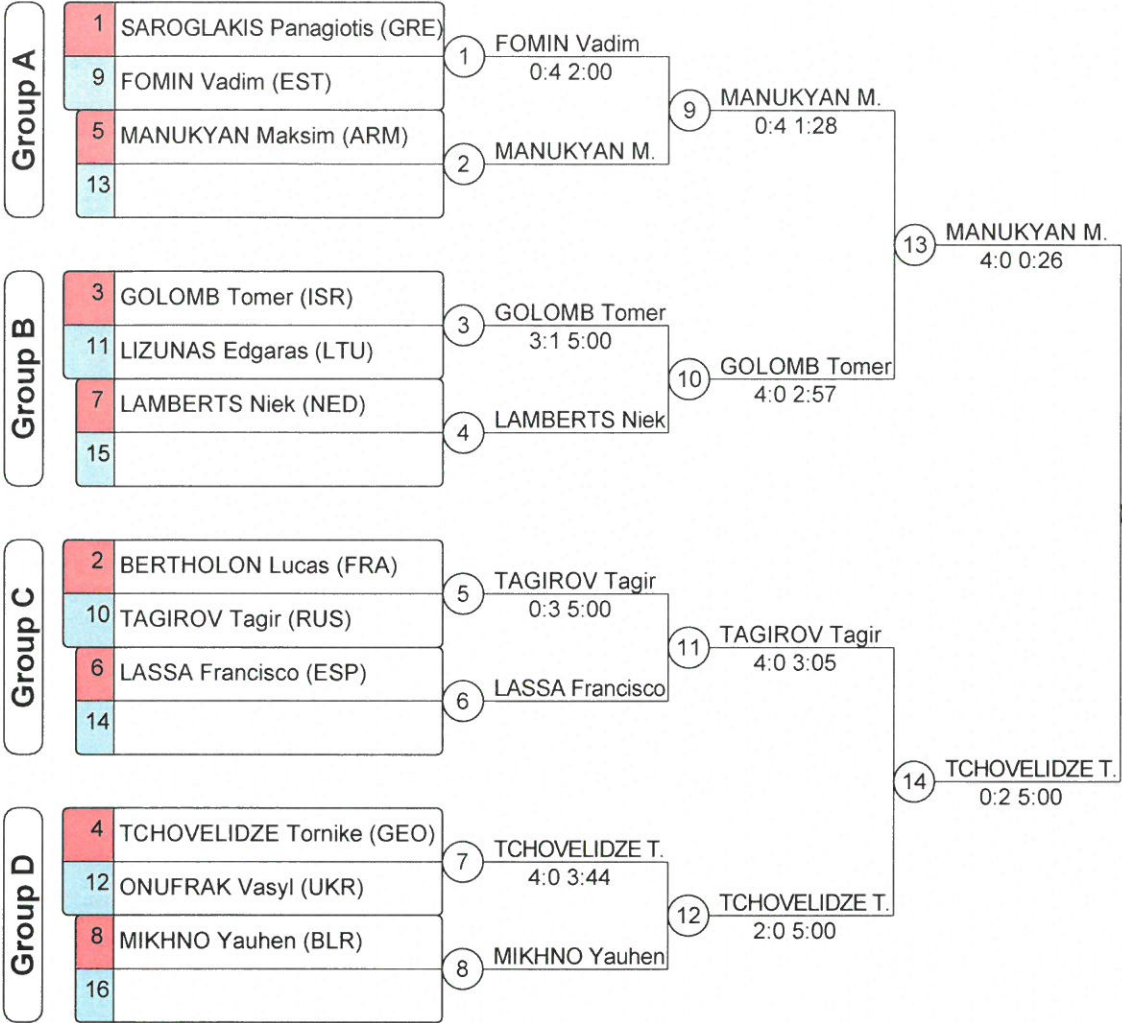 Group A
1 SAROGLAKIS Panagiotis (GRE)
9 FOMIN Vadim (EST)
5 MANUKYAN Maksim (ARM)
13
1 FOMIN Vadim
0:4 2:00
2 MANUKYAN M.
9 MANUKYAN M.
0:4 1:28
Group B
3 GOLOMB Tomer (ISR)
11 LIZUNAS Edgaras (LTU)
7 LAMBERTS Niek (NED)
15
3 GOLOMB Tomer
3:1 5:00
4 LAMBERTS Niek
10 GOLOMB Tomer
4:0 2:57
13 MANUKYAN M.
4:0 0:26
Group C
2 BERTHOLON Lucas (FRA)
10 TAGIROV Tagir (RUS)
6 LASSA Francisco (ESP)
14
5 TAGIROV Tagir
0:3 5:00
6 LASSA Francisco
11 TAGIROV Tagir
4:0 3:05
Group D
4 TCHOVELIDZE Tornike (GEO)
12 ONUFRAK Vasyl (UKR)
8 MIKHNO Yauhen (BLR)
16
7 TCHOVELIDZE T.
4:0 3:44
8 MIKHNO Yauhen
12 TCHOVELIDZE T.
2:0 5:00
14 TCHOVELIDZE T.
0:2 5:00